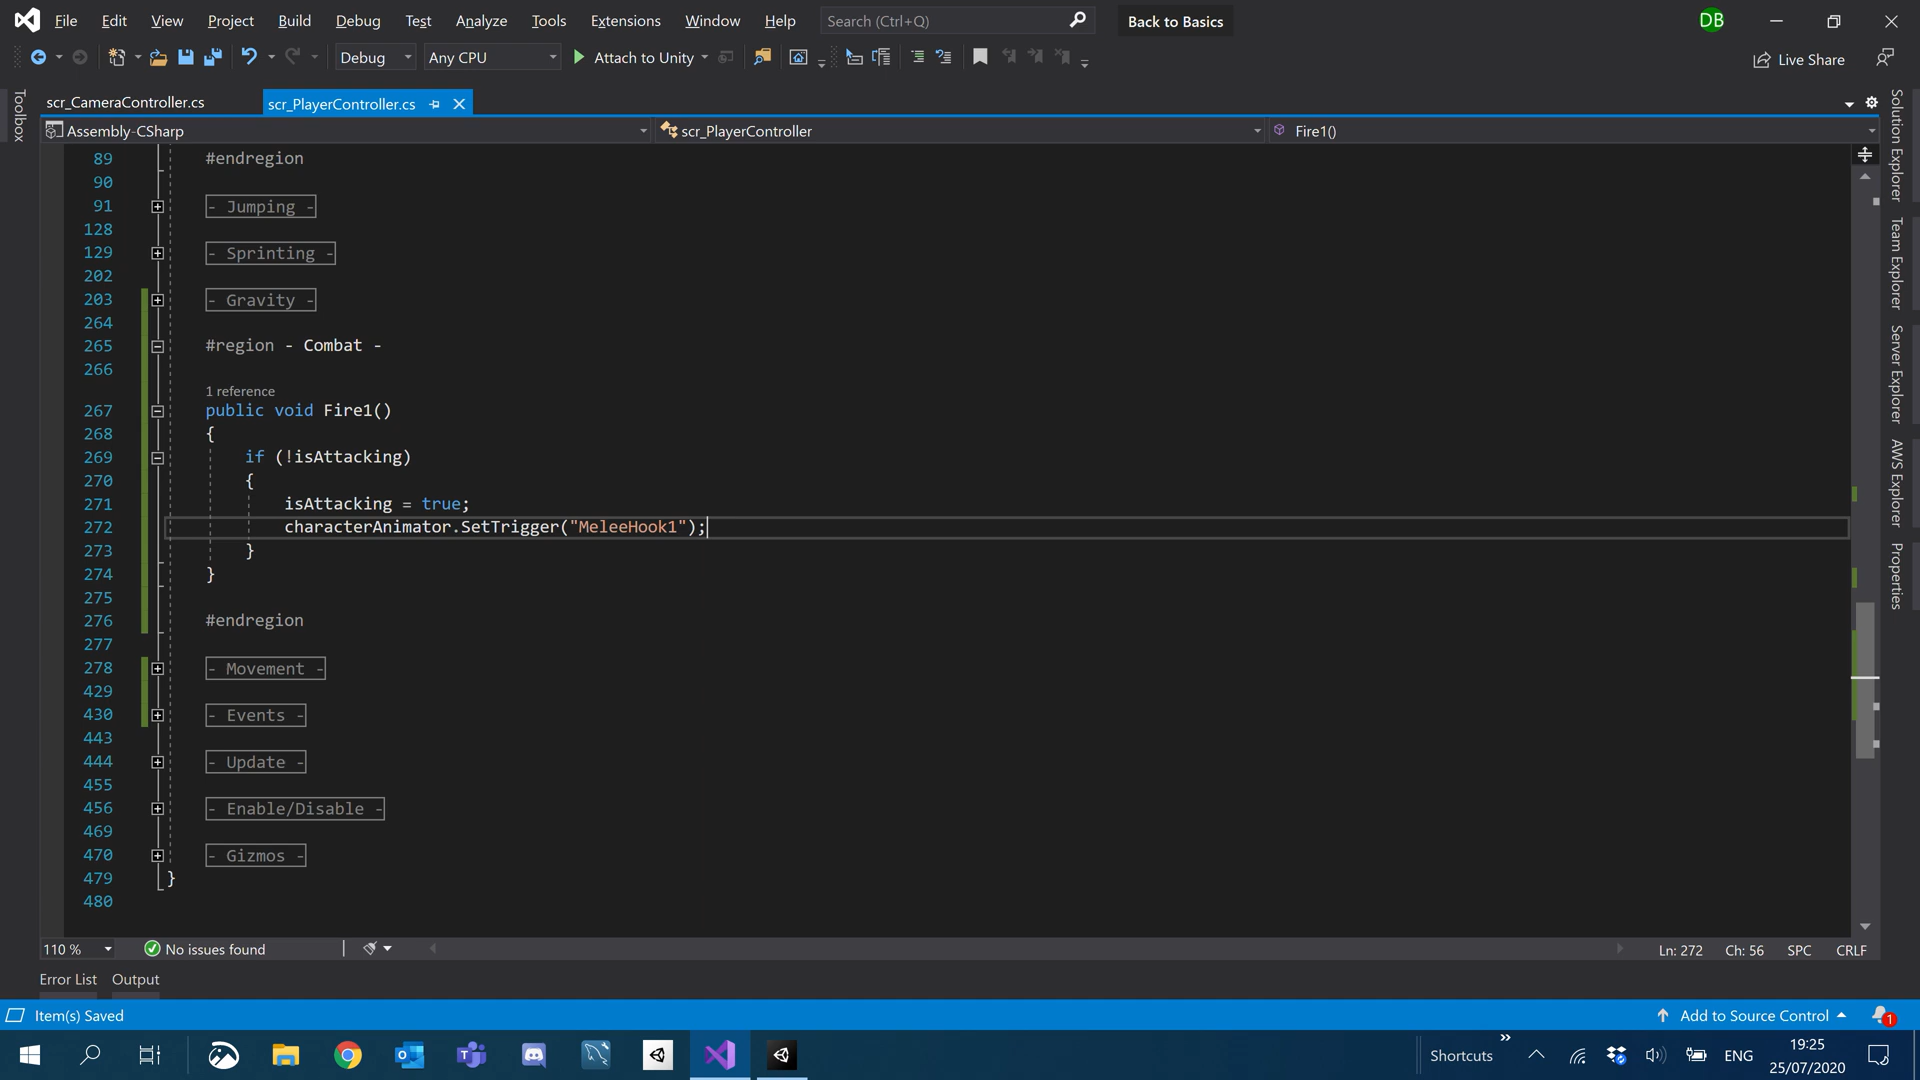 File Edit View Project Build Debug Test Analyze Tools Extensions Window Help Search (Ctrl+Q) Back to Basics DB
Debug Any CPU Attach to Unity Live Share
scr_CameraController.cs scr_PlayerController.cs
Assembly-CSharp scr_PlayerController Fire1()
Toolbox
89 #endregion
90
91 - Jumping -
128
129 - Sprinting -
202
203 - Gravity -
264
265 #region - Combat -
266
1 reference
267 public void Fire1()
268 {
269 if (!isAttacking)
270 {
271 isAttacking = true;
272 characterAnimator.SetTrigger("MeleeHook1");
273 }
274 }
275
276 #endregion
277
278 - Movement -
429
430 - Events -
443
444 - Update -
455
456 - Enable/Disable -
469
470 - Gizmos -
479 }
480
Solution Explorer
Team Explorer
Server Explorer
AWS Explorer
Properties
110 % No issues found Ln: 272 Ch: 56 SPC CRLF
Error List Output
Item(s) Saved Add to Source Control 1
Shortcuts ENG 19:25
25/07/2020